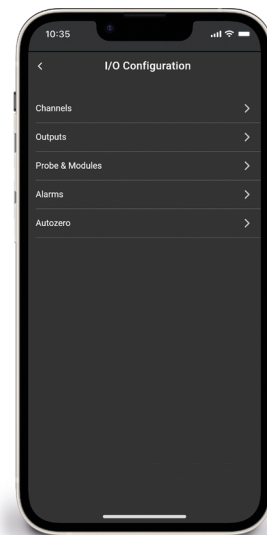 10:35
I/O Configuration
Channels
Outputs
Probe & Modules
Alarms
Autozero